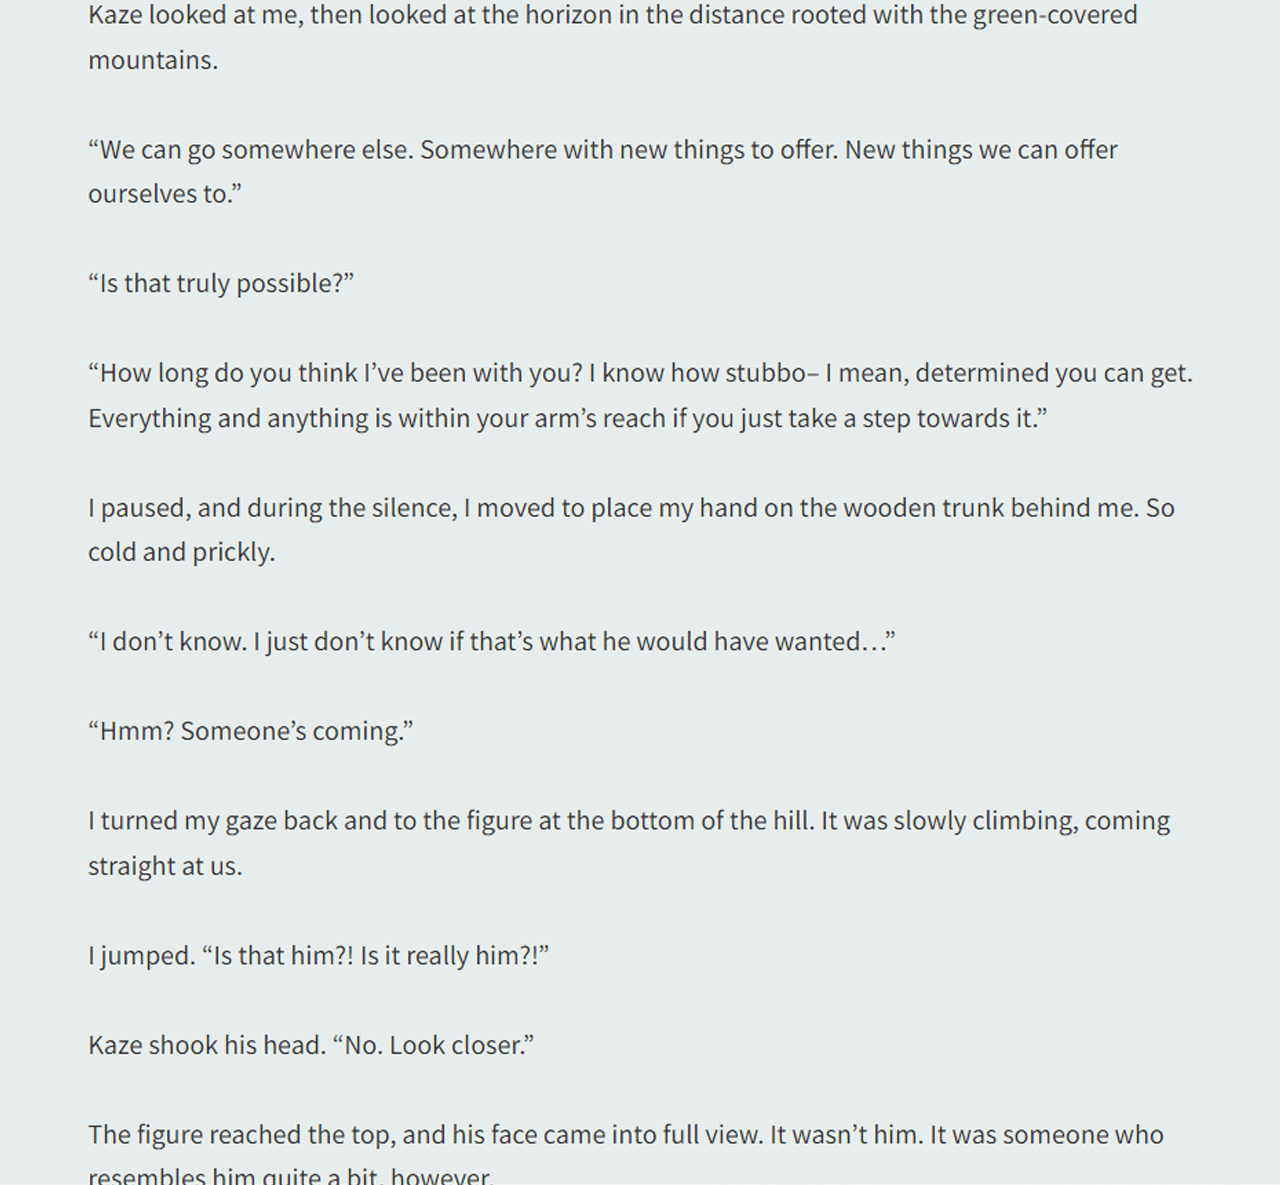 Kaze looked at me, then looked at the horizon in the distance rooted with the green-covered
mountains.
“We can go somewhere else. Somewhere with new things to offer. New things we can offer
ourselves to.”
“Is that truly possible?”
“How long do you think I’ve been with you? I know how stubbo– I mean, determined you can get.
Everything and anything is within your arm’s reach if you just take a step towards it.”
I paused, and during the silence, I moved to place my hand on the wooden trunk behind me. So
cold and prickly.
“I don’t know. I just don’t know if that’s what he would have wanted…”
“Hmm? Someone’s coming.”
I turned my gaze back and to the figure at the bottom of the hill. It was slowly climbing, coming
straight at us.
I jumped. “Is that him?! Is it really him?!”
Kaze shook his head. “No. Look closer.”
The figure reached the top, and his face came into full view. It wasn’t him. It was someone who
resembles him quite a bit, however.